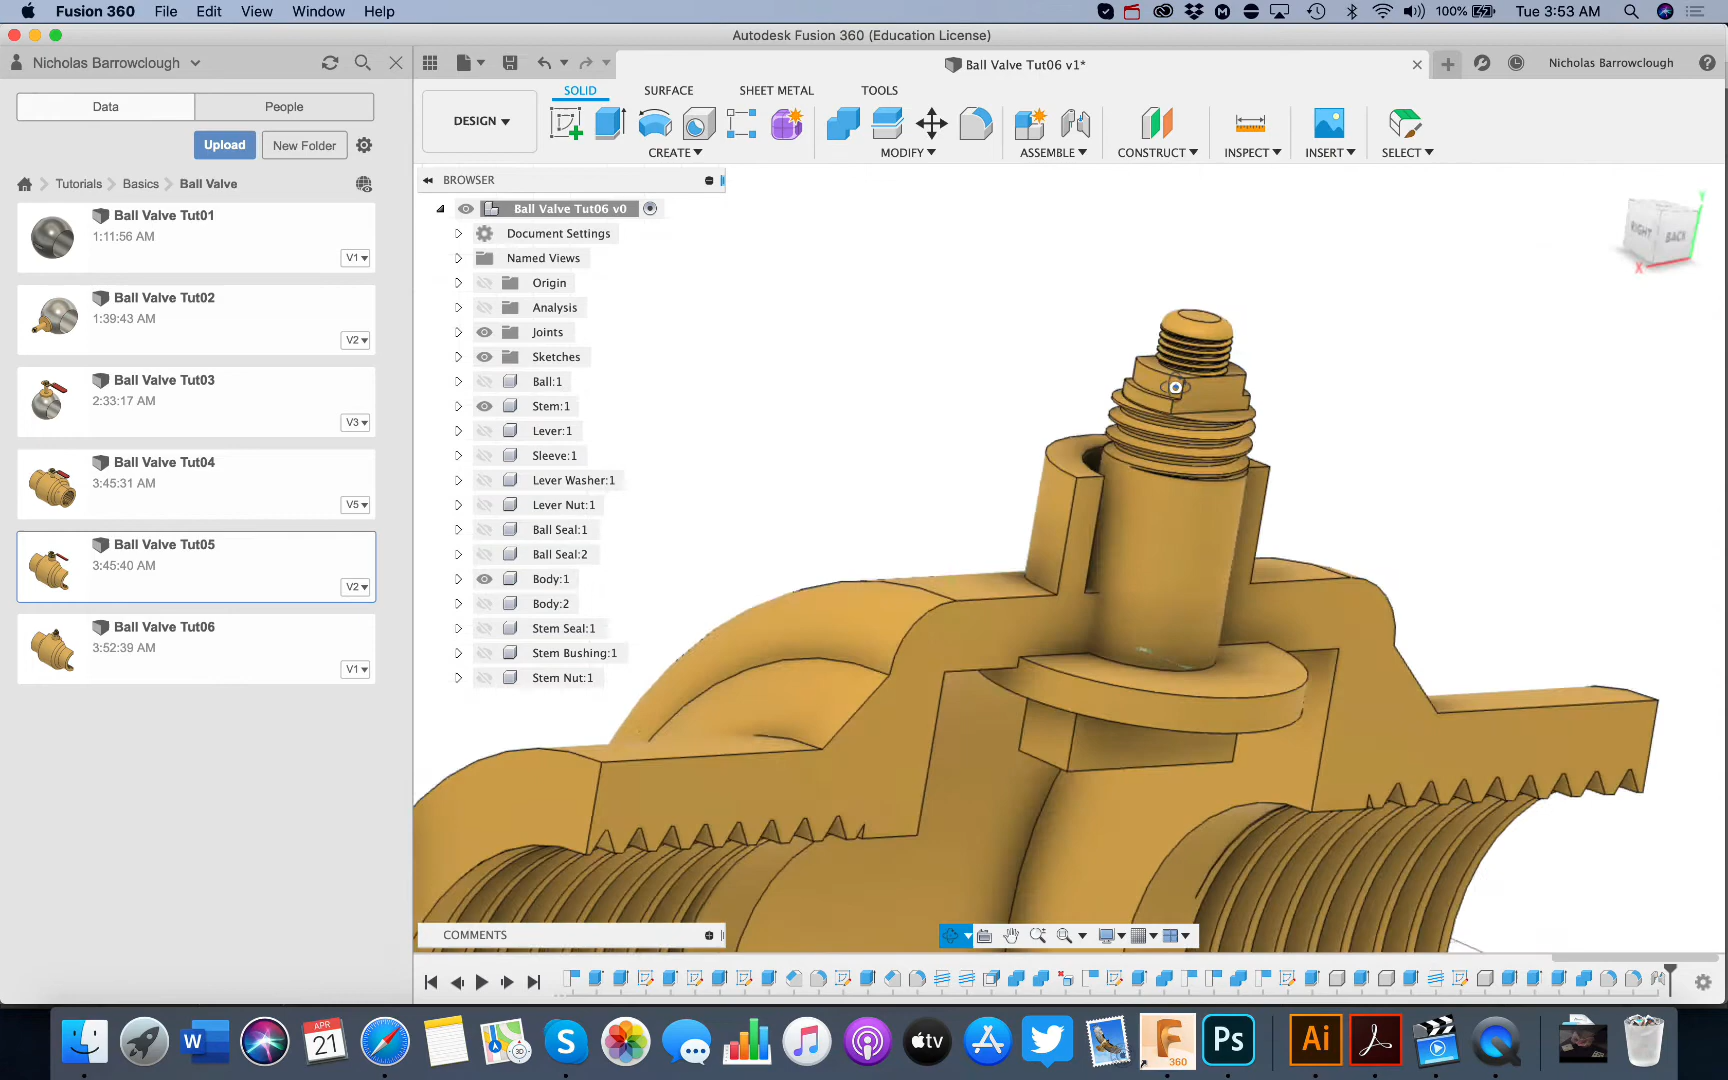 Fusion 360 File Edit View Window Help
100% Tue 3:53 AM
Autodesk Fusion 360 (Education License)
Nicholas Barrowclough
Ball Valve Tut06 v1*
Nicholas Barrowclough
Data People
Upload New Folder
Tutorials Basics Ball Valve
Ball Valve Tut01
1:11:56 AM
V1
Ball Valve Tut02
1:39:43 AM
V2
Ball Valve Tut03
2:33:17 AM
V3
Ball Valve Tut04
3:45:31 AM
V5
Ball Valve Tut05
3:45:40 AM
V2
Ball Valve Tut06
3:52:39 AM
V1
DESIGN
SOLID SURFACE SHEET METAL TOOLS
CREATE MODIFY ASSEMBLE CONSTRUCT INSPECT INSERT SELECT
BROWSER
Ball Valve Tut06 v0
Document Settings
Named Views
Origin
Analysis
Joints
Sketches
Ball:1
Stem:1
Lever:1
Sleeve:1
Lever Washer:1
Lever Nut:1
Ball Seal:1
Ball Seal:2
Body:1
Body:2
Stem Seal:1
Stem Bushing:1
Stem Nut:1
RIGHT BACK
Y
X
COMMENTS
W
APR
21
3D
S
tv
360
Ps
Ai